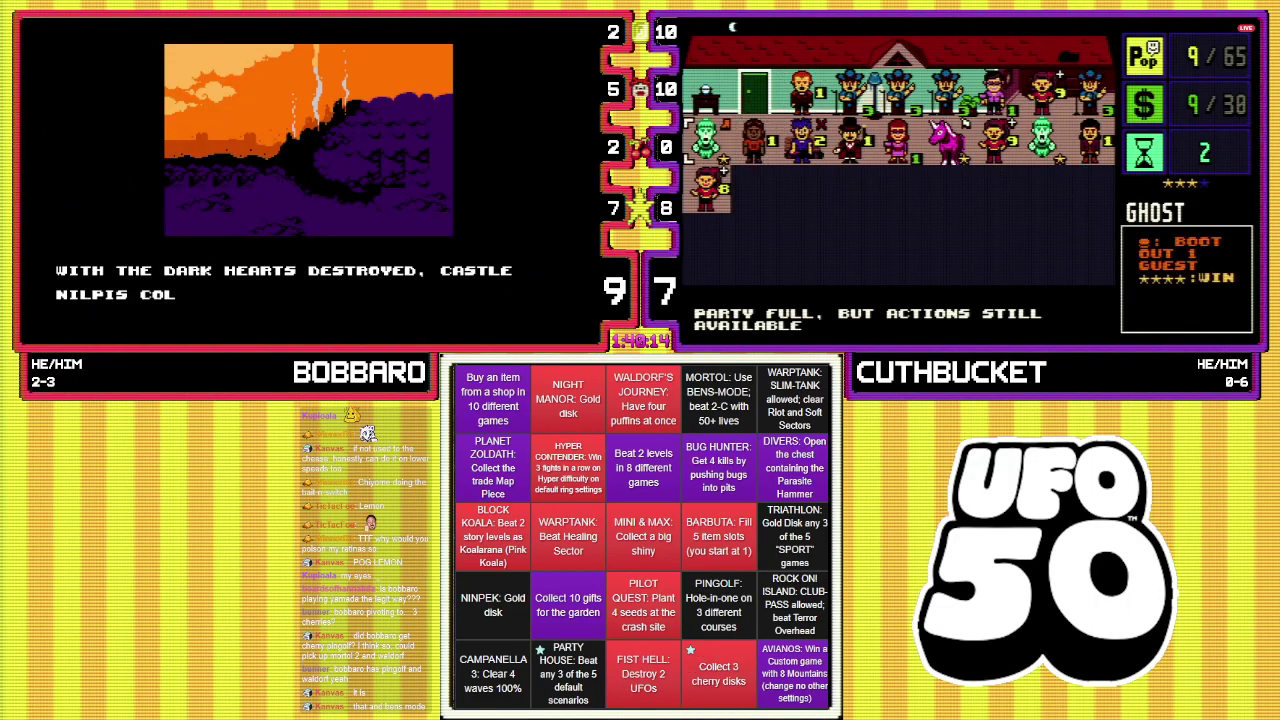 2 10
5 10
2 0
7 8
9 7
1:40:14
WITH THE DARK HEARTS DESTROYED, CASTLE
NILPIS COL
LIVE
POP 9/65
$ 9/30
2
GHOST
: BOOT
OUT 1
GUEST
: WIN
PARTY FULL, BUT ACTIONS STILL
AVAILABLE
HE/HIM
2-3
BOBBARO
CUTHBUCKET
HE/HIM
0-6
Kupioala
Kanvas if not used to the
cheese honestly can do it on lower
speeds too
Chiyome doing the
bait n switch
TicTacFoo Lemon
TicTacFoo
TTF why would you
poison my retinas so
Kanvas POG LEMON
Kupioala my eyes
is bobbaro
playing yamada the legit way???
bobbaro pivoting to... 3
cherries?
Kanvas did bobbaro get
cherry pingolf? I think so, could
pick up mortol 2 and waldorf
bobbaro has pingolf and
waldorf yeah
Kanvas it is
Kanvas that and bens mode
Buy an item
from a shop in
10 different
games
NIGHT
MANOR: Gold
disk
WALDORF'S
JOURNEY:
Have four
puffins at once
MORTOL: Use
BENS-MODE;
beat 2-C with
50+ lives
WARPTANK:
SLIM-TANK
allowed; clear
Riot and Soft
Sectors
PLANET
ZOLDATH:
Collect the
trade Map
Piece
HYPER
CONTENDER: Win
3 fights in a row on
Hyper difficulty on
default ring settings
Beat 2 levels
in 8 different
games
BUG HUNTER:
Get 4 kills by
pushing bugs
into pits
DIVERS: Open
the chest
containing the
Parasite
Hammer
BLOCK
KOALA: Beat 2
story levels as
Koalarana (Pink
Koala)
WARPTANK:
Beat Healing
Sector
MINI & MAX:
Collect a big
shiny
BARBUTA: Fill
5 item slots
(you start at 1)
TRIATHLON:
Gold Disk any 3
of the 5
"SPORT"
games
NINPEK: Gold
disk
Collect 10 gifts
for the garden
PILOT
QUEST: Plant
4 seeds at the
crash site
PINGOLF:
Hole-in-one on
3 different
courses
ROCK ON!
ISLAND: CLUB-
PASS allowed;
beat Terror
Overhead
CAMPANELLA
3: Clear 4
waves 100%
PARTY
HOUSE: Beat
any 3 of the 5
default
scenarios
FIST HELL:
Destroy 2
UFOs
Collect 3
cherry disks
AVIANOS: Win a
Custom game
with 8 Mountains
(change no other
settings)
UFO
50
TM